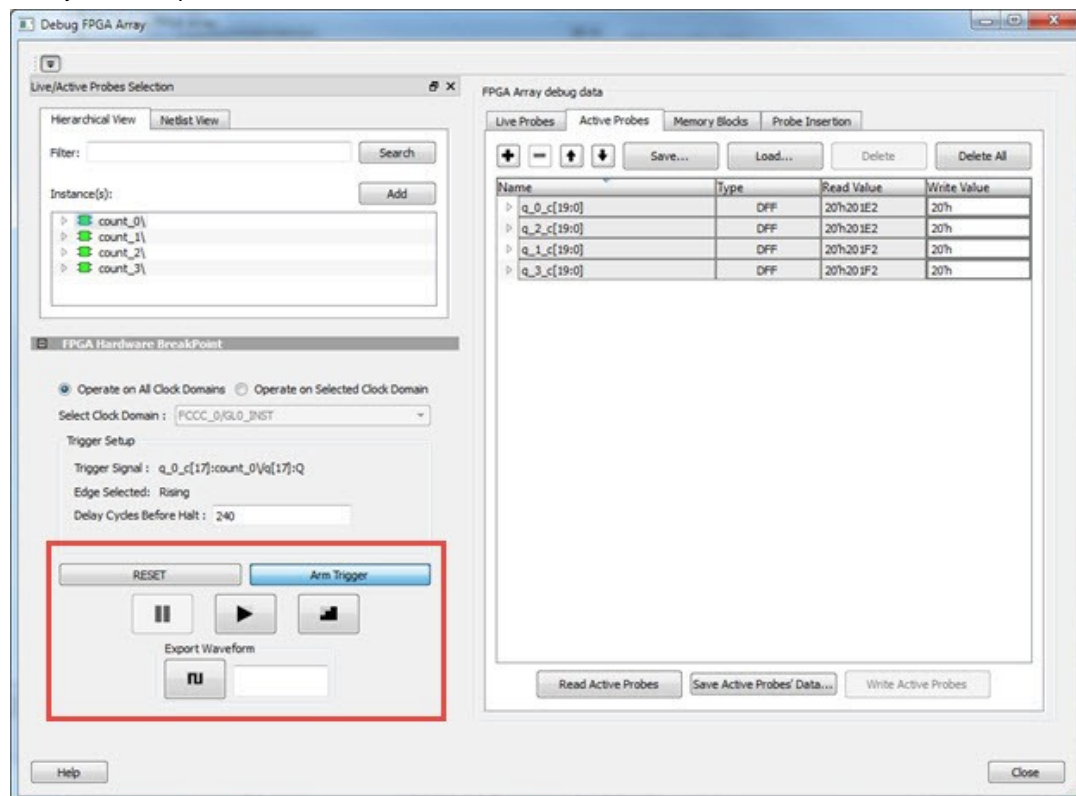 Debug FPGA Array
Live/Active Probes Selection
Hierarchical View Netlist View
Filter: Search
Instance(s): Add
count_0\
count_1\
count_2\
count_3\
FPGA Hardware BreakPoint
Operate on All Clock Domains Operate on Selected Clock Domain
Select Clock Domain : FCCC_0/GL0_INST
Trigger Setup
Trigger Signal : q_0_c[17]:count_0\/q[17]:Q
Edge Selected: Rising
Delay Cycles Before Halt : 240
RESET Arm Trigger
Export Waveform
FPGA Array debug data
Live Probes Active Probes Memory Blocks Probe Insertion
Save... Load... Delete Delete All
Name Type Read Value Write Value
q_0_c[19:0] DFF 20'h201E2 20'h
q_2_c[19:0] DFF 20'h201E2 20'h
q_1_c[19:0] DFF 20'h201F2 20'h
q_3_c[19:0] DFF 20'h201F2 20'h
Read Active Probes Save Active Probes' Data... Write Active Probes
Help Close